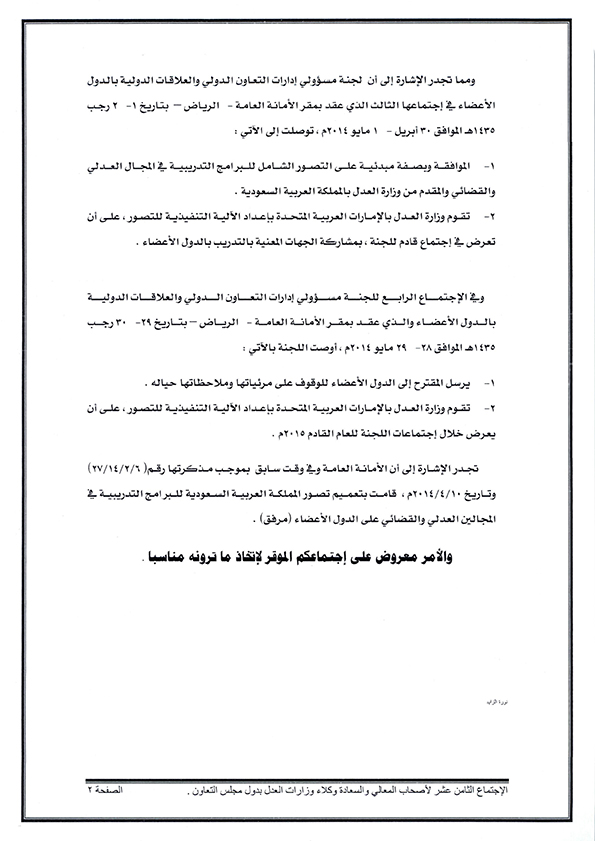 ومما تجدر الإشارة إلى أن لجنة مسؤولي إدارات التعاون الدولي والعلاقات الدولية بالدول
الأعضاء في إجتماعها الثالث الذي عقد بمقر الأمانة العامة - الرياض – بتاريخ ١- ٢ رجب
١٤٣٥هـ الموافق ٣٠ أبريل - ١ مايو ٢٠١٤م ، توصلت إلى الآتي :
١- الموافقة وبصفة مبدئية على التصور الشامل للبرامج التدريبية في المجال العدلي
والقضائي والمقدم من وزارة العدل بالمملكة العربية السعودية .
٢- تقوم وزارة العدل بالإمارات العربية المتحدة بإعداد الألية التنفيذية للتصور ، على أن
تعرض في إجتماع قادم للجنة ، بمشاركة الجهات المعنية بالتدريب بالدول الأعضاء .
وفي الإجتماع الرابع للجنة مسؤولي إدارات التعاون الدولي والعلاقات الدولية
بالدول الأعضاء والذي عقد بمقر الأمانة العامة - الرياض – بتاريخ ٢٩- ٣٠ رجب
١٤٣٥هـ الموافق ٢٨- ٢٩ مايو ٢٠١٤م ، أوصت اللجنة بالآتي :
١- يرسل المقترح إلى الدول الأعضاء للوقوف على مرئياتها وملاحظاتها حياله .
٢- تقوم وزارة العدل بالإمارات العربية المتحدة بإعداد الألية التنفيذية للتصور ، على أن
يعرض خلال إجتماعات اللجنة للعام القادم ٢٠١٥م .
تجدر الإشارة إلى أن الأمانة العامة وفي وقت سابق بموجب مذكرتها رقم( ٢٧/١٤/٢/٦)
وتاريخ ٢٠١٤/٤/١٠م ، قامت بتعميم تصور المملكة العربية السعودية للبرامج التدريبية في
المجالين العدلي والقضائي على الدول الأعضاء (مرفق) .
والأمر معروض على إجتماعكم الموقر لإتخاذ ما ترونه مناسبا .
نورة
الإجتماع الثامن عشر لأصحاب المعالي والسعادة وكلاء وزارات العدل بدول مجلس التعاون . الصفحة ٢